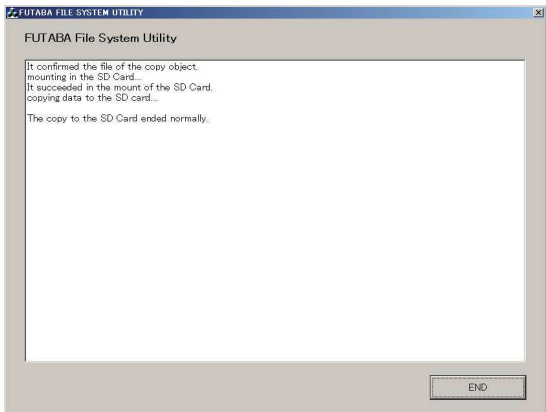 FUTABA FILE SYSTEM UTILITY
FUTABA File System Utility
It confirmed the file of the copy object.
mounting in the SD Card...
It succeeded in the mount of the SD Card.
copying data to the SD card...
The copy to the SD Card ended normally.
END